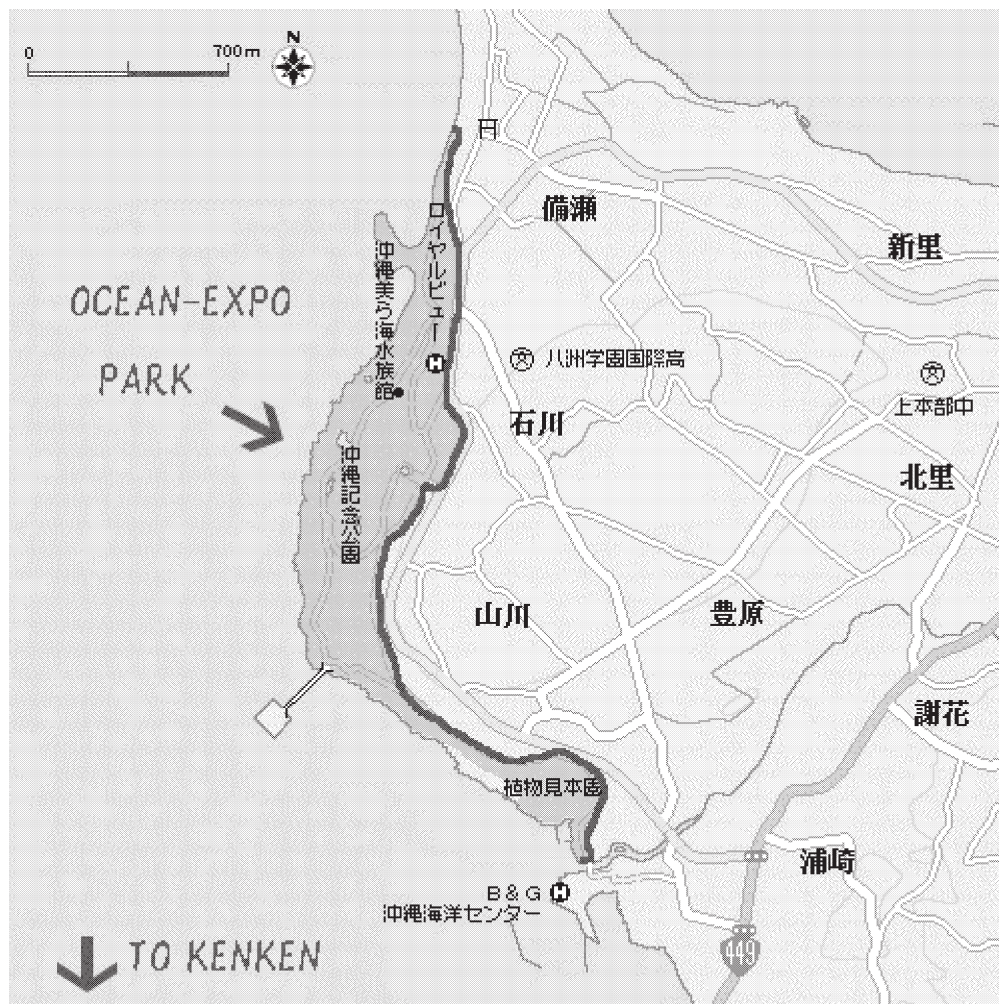 0 700m
N
備瀬
新里
ロイヤルビュー
沖縄美ら海水族館
OCEAN-EXPO
PARK
H
文 八洲学園国際高
文
上本部中
石川
沖縄記念公園
北里
山川
豊原
謝花
植物見本園
浦崎
B&G H
沖縄海洋センター
449
TO KENKEN